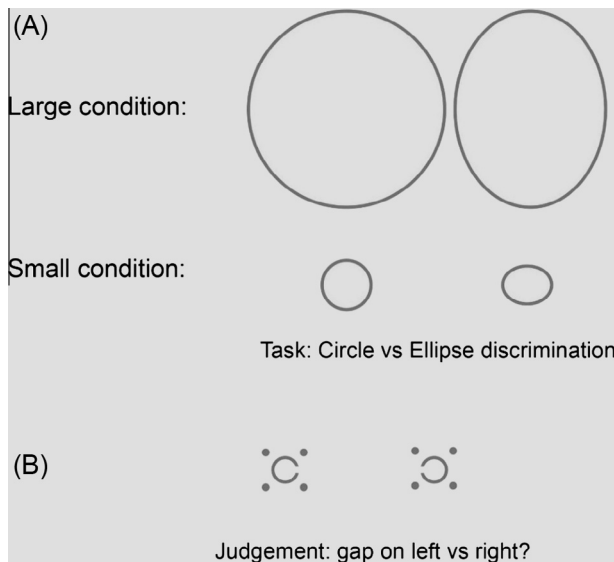 (A)
Large condition:
Small condition:
Task: Circle vs Ellipse discrimination
(B)
Judgement: gap on left vs right?